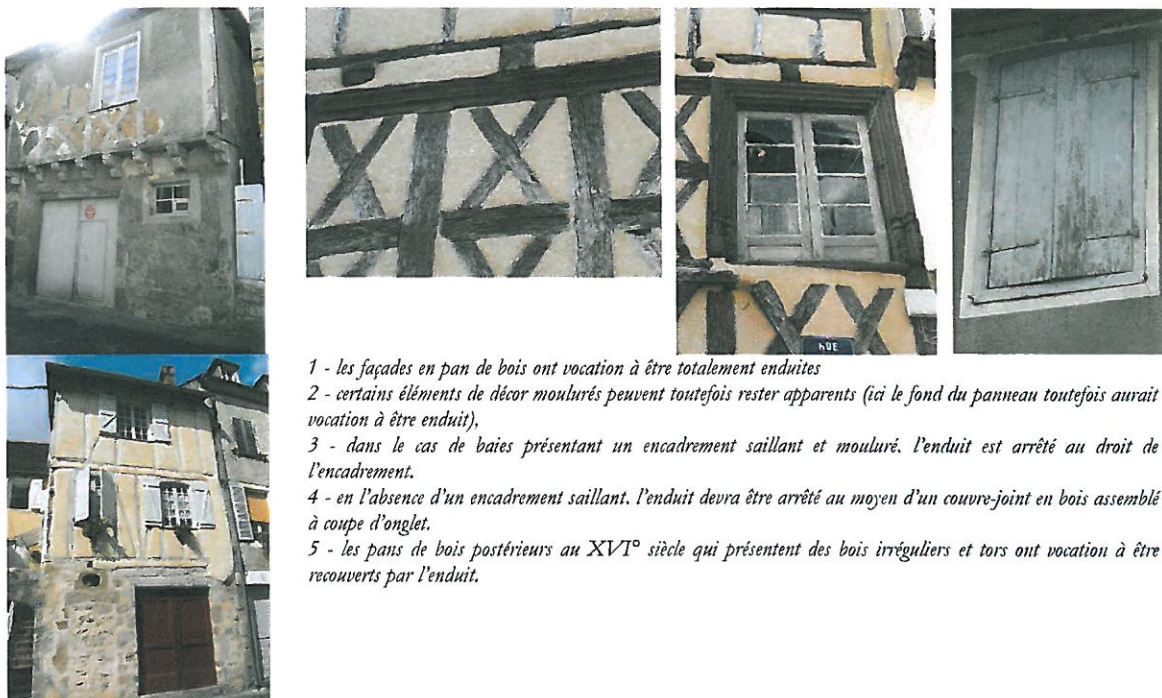 RUE
1 - les façades en pan de bois ont vocation à être totalement enduites
2 - certains éléments de décor moulurés peuvent toutefois rester apparents (ici le fond du panneau toutefois aurait
vocation à être enduit),
3 - dans le cas de baies présentant un encadrement saillant et mouluré. l'enduit est arrêté au droit de
l'encadrement.
4 - en l'absence d'un encadrement saillant. l'enduit devra être arrêté au moyen d'un couvre-joint en bois assemblé
à coupe d'onglet.
5 - les pans de bois postérieurs au XVI° siècle qui présentent des bois irréguliers et tors ont vocation à être
recouverts par l'enduit.